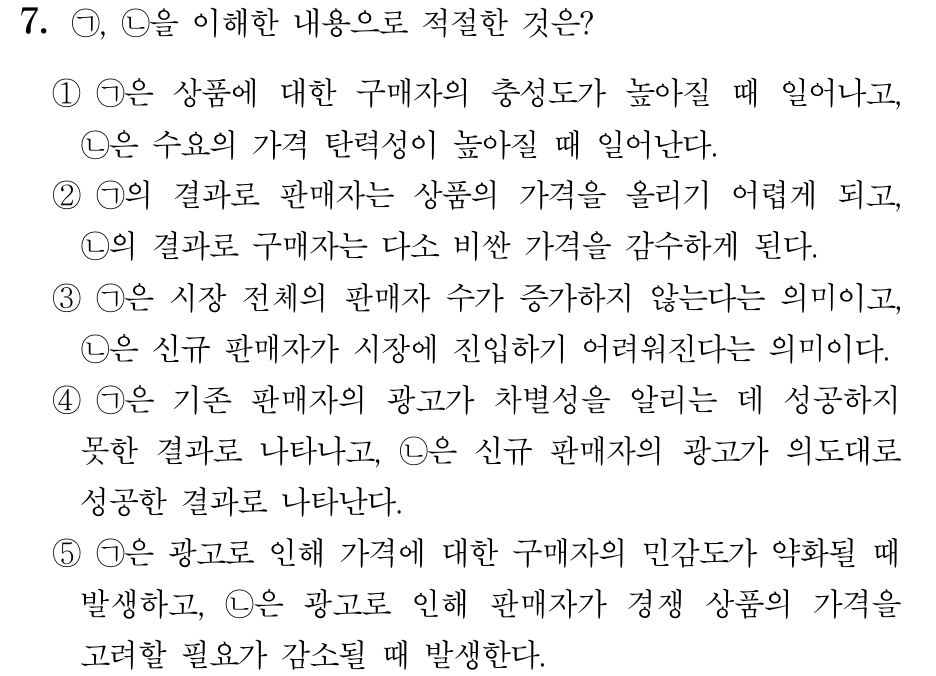 7. ㉠, ㉡을 이해한 내용으로 적절한 것은?
① ㉠은 상품에 대한 구매자의 충성도가 높아질 때 일어나고,
㉡은 수요의 가격 탄력성이 높아질 때 일어난다.
② ㉠의 결과로 판매자는 상품의 가격을 올리기 어렵게 되고,
㉡의 결과로 구매자는 다소 비싼 가격을 감수하게 된다.
③ ㉠은 시장 전체의 판매자 수가 증가하지 않는다는 의미이고,
㉡은 신규 판매자가 시장에 진입하기 어려워진다는 의미이다.
④ ㉠은 기존 판매자의 광고가 차별성을 알리는 데 성공하지
못한 결과로 나타나고, ㉡은 신규 판매자의 광고가 의도대로
성공한 결과로 나타난다.
⑤ ㉠은 광고로 인해 가격에 대한 구매자의 민감도가 약화될 때
발생하고, ㉡은 광고로 인해 판매자가 경쟁 상품의 가격을
고려할 필요가 감소될 때 발생한다.